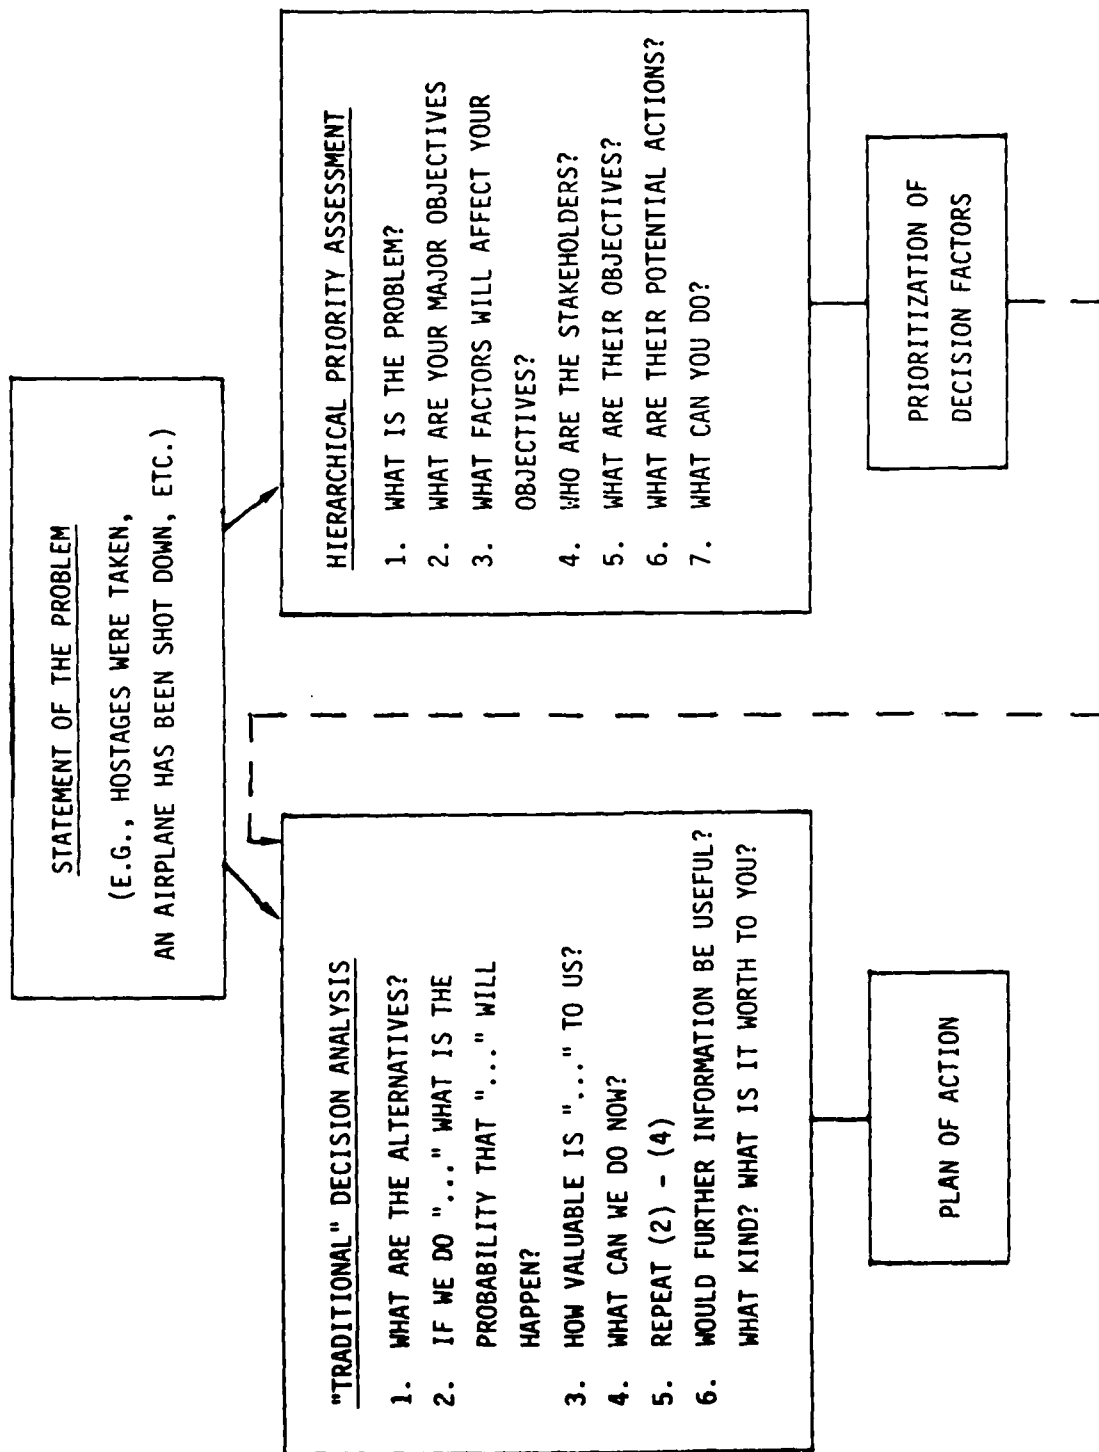 STATEMENT OF THE PROBLEM
(E.G., HOSTAGES WERE TAKEN,
AN AIRPLANE HAS BEEN SHOT DOWN, ETC.)
"TRADITIONAL" DECISION ANALYSIS
1. WHAT ARE THE ALTERNATIVES?
2. IF WE DO "..." WHAT IS THE
PROBABILITY THAT "..." WILL
HAPPEN?
3. HOW VALUABLE IS "..." TO US?
4. WHAT CAN WE DO NOW?
5. REPEAT (2) - (4)
6. WOULD FURTHER INFORMATION BE USEFUL?
WHAT KIND? WHAT IS IT WORTH TO YOU?
PLAN OF ACTION
HIERARCHICAL PRIORITY ASSESSMENT
1. WHAT IS THE PROBLEM?
2. WHAT ARE YOUR MAJOR OBJECTIVES
3. WHAT FACTORS WILL AFFECT YOUR
OBJECTIVES?
4. WHO ARE THE STAKEHOLDERS?
5. WHAT ARE THEIR OBJECTIVES?
6. WHAT ARE THEIR POTENTIAL ACTIONS?
7. WHAT CAN YOU DO?
PRIORITIZATION OF
DECISION FACTORS